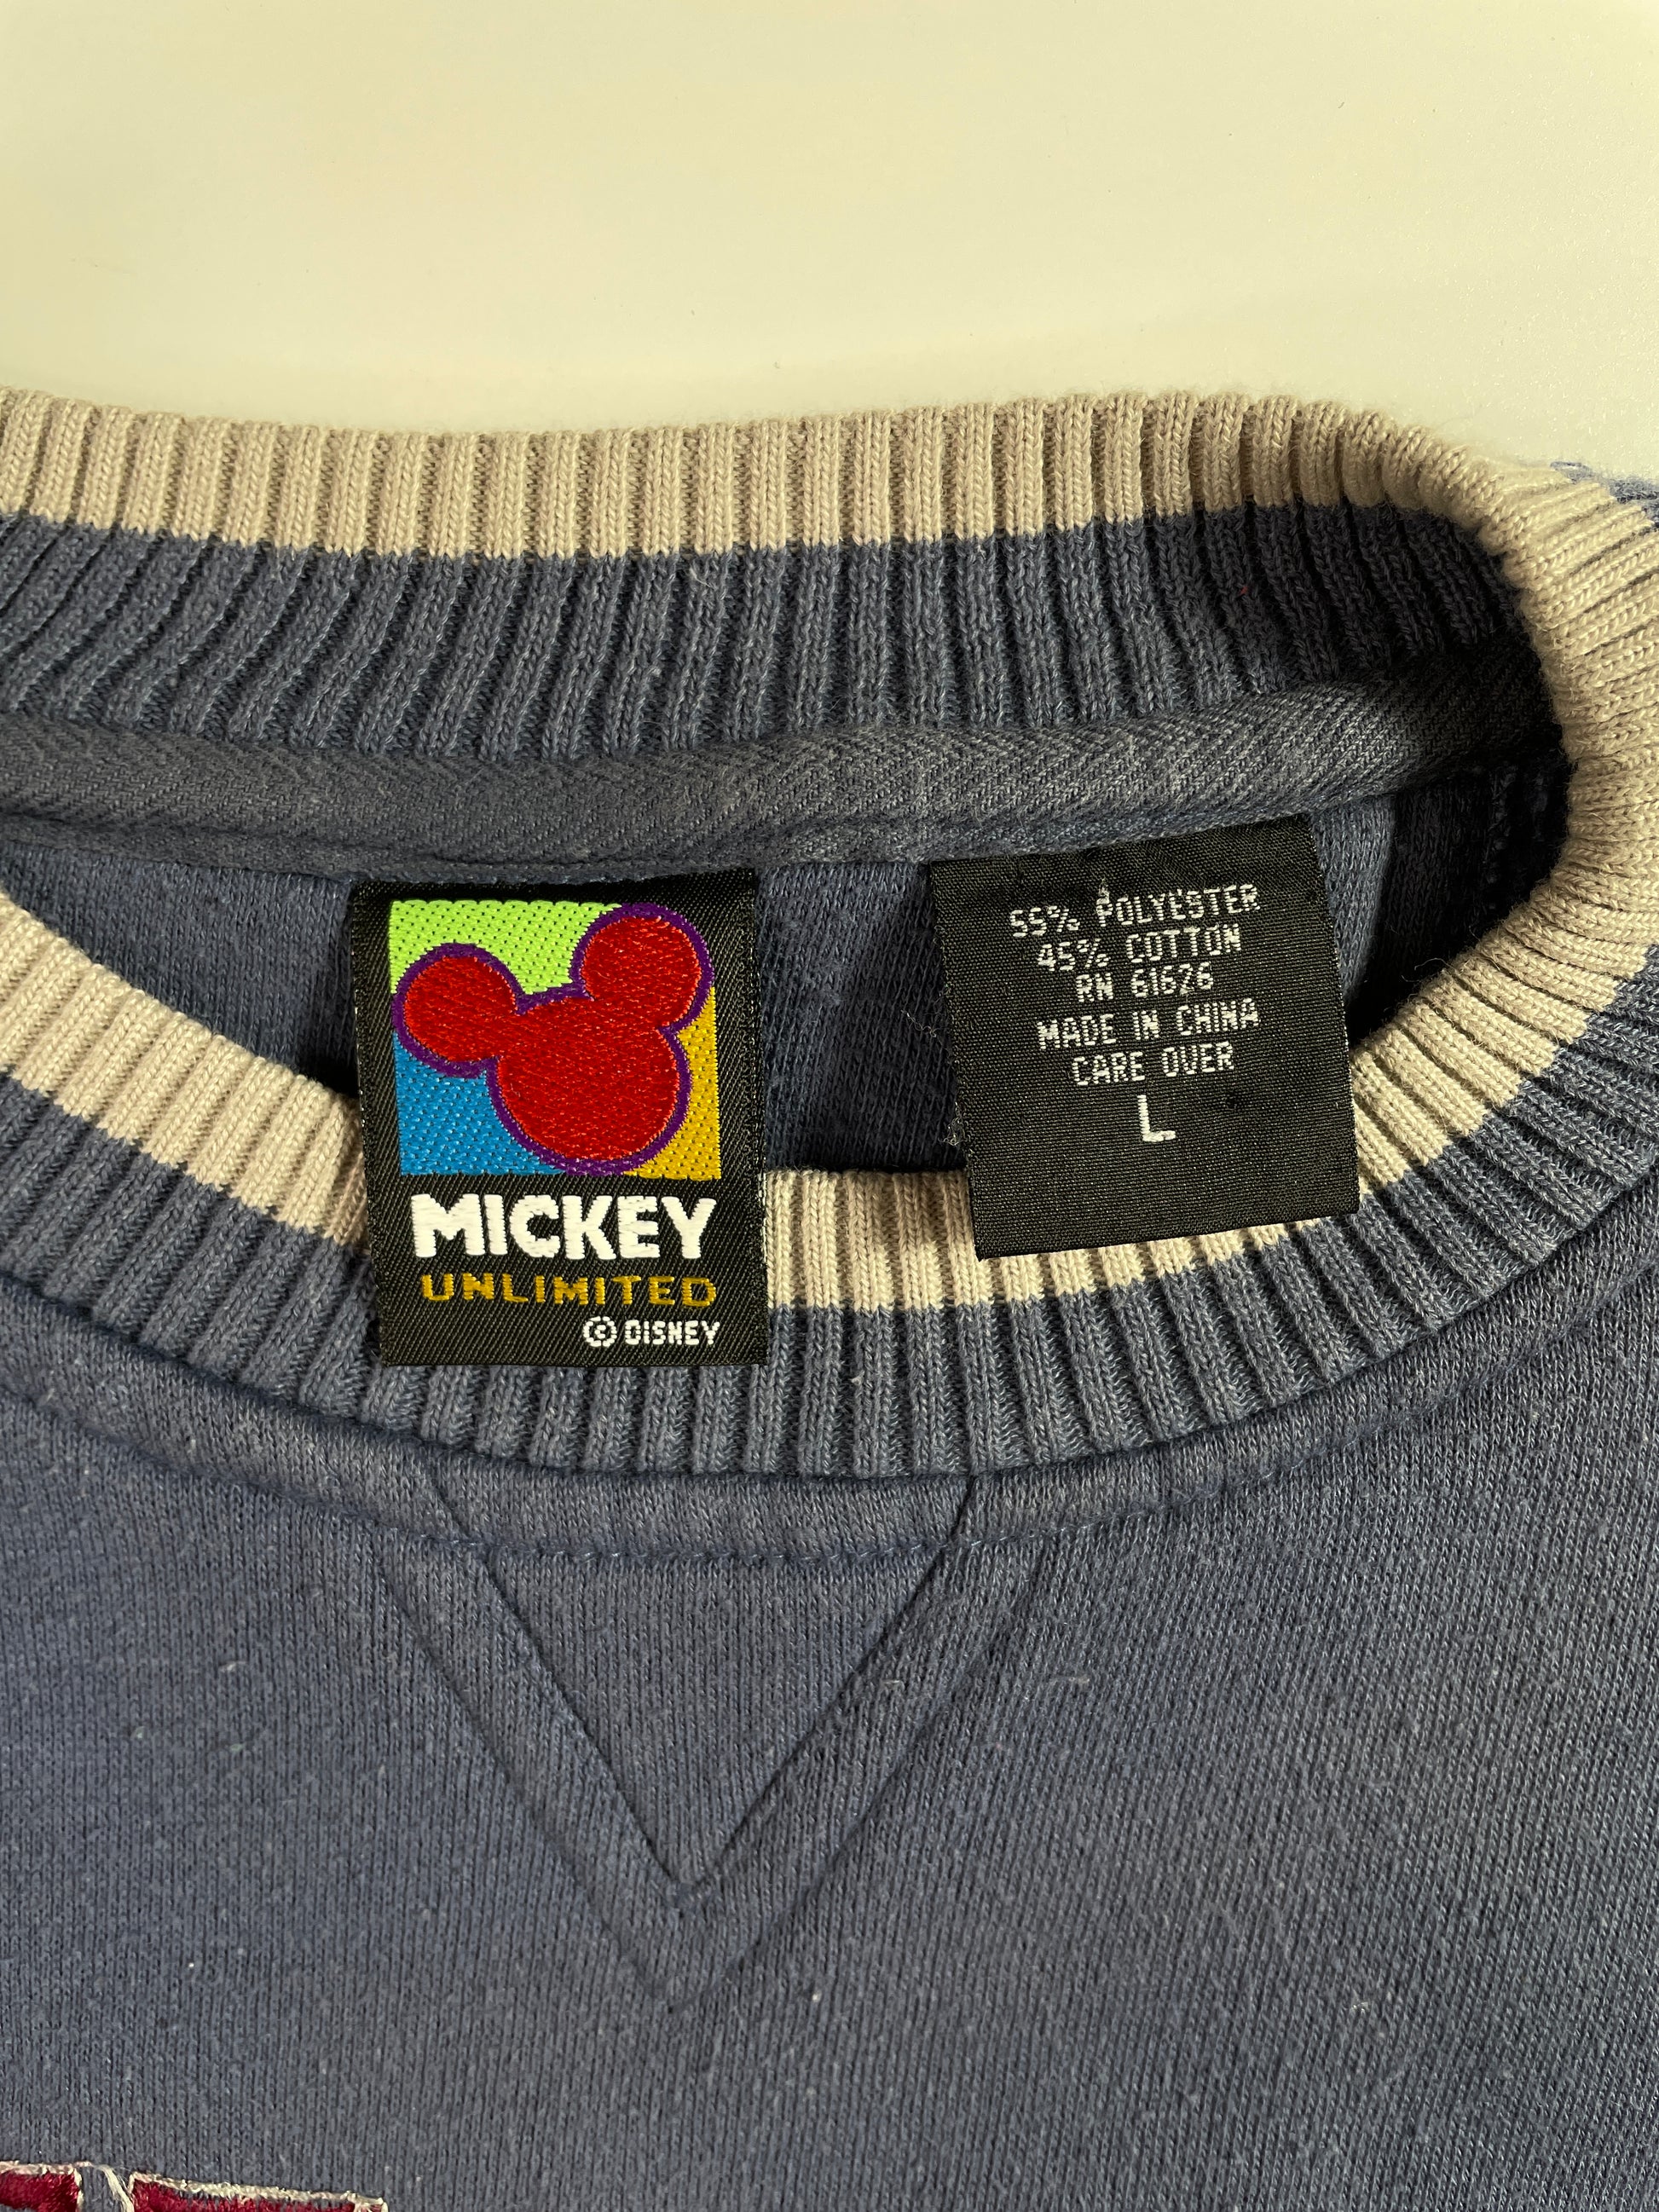 MICKEY
UNLIMITED
© DISNEY
55% POLYESTER
45% COTTON
RN 61626
MADE IN CHINA
CARE OVER
L